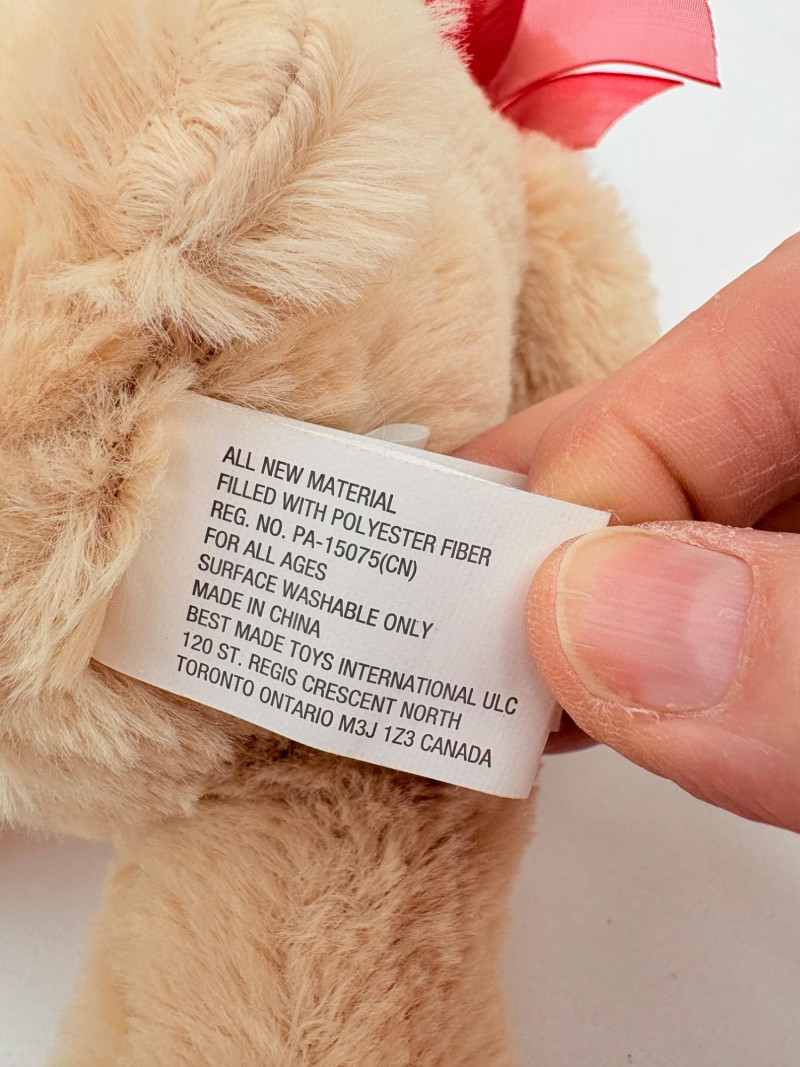 ALL NEW MATERIAL
FILLED WITH POLYESTER FIBER
REG. NO. PA-15075(CN)
FOR ALL AGES
SURFACE WASHABLE ONLY
MADE IN CHINA
BEST MADE TOYS INTERNATIONAL ULC
120 ST. REGIS CRESCENT NORTH
TORONTO ONTARIO M3J 1Z3 CANADA